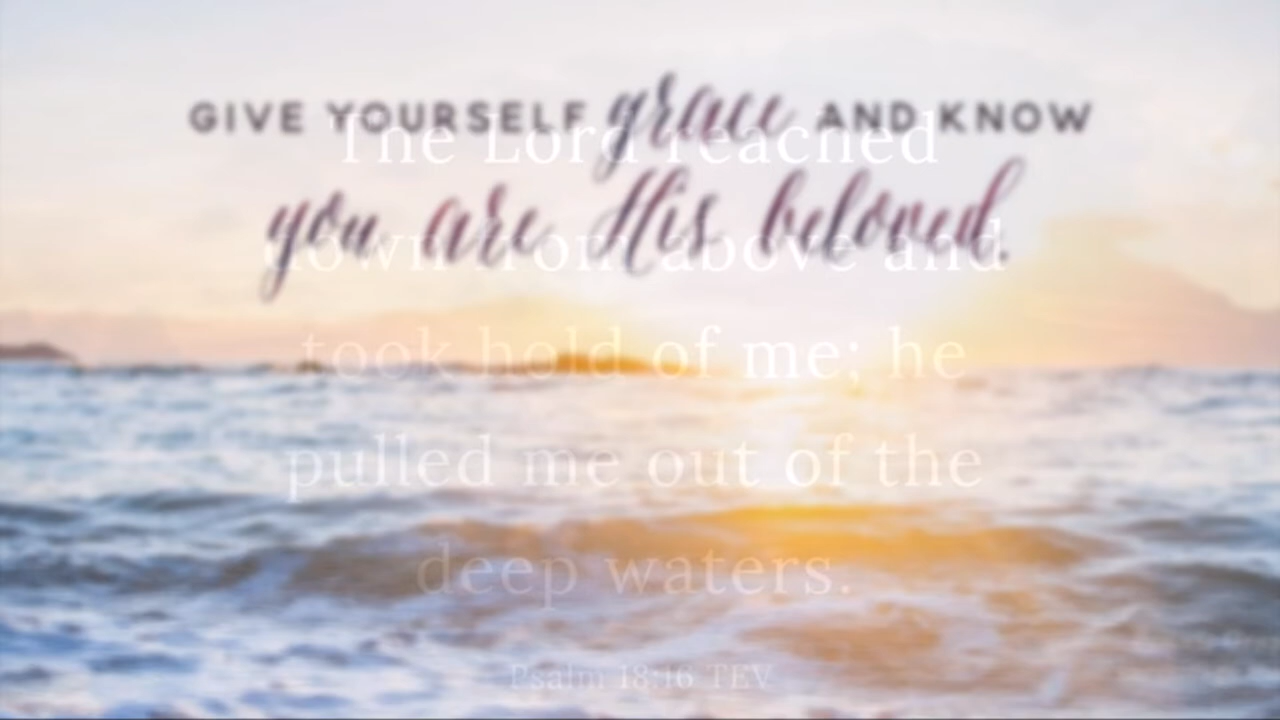 GIVE YOURSELF grace AND KNOW
you are His beloved.
The Lord reached
down from above and
took hold of me; he
pulled me out of the
deep waters.
Psalm 18:16 TEV